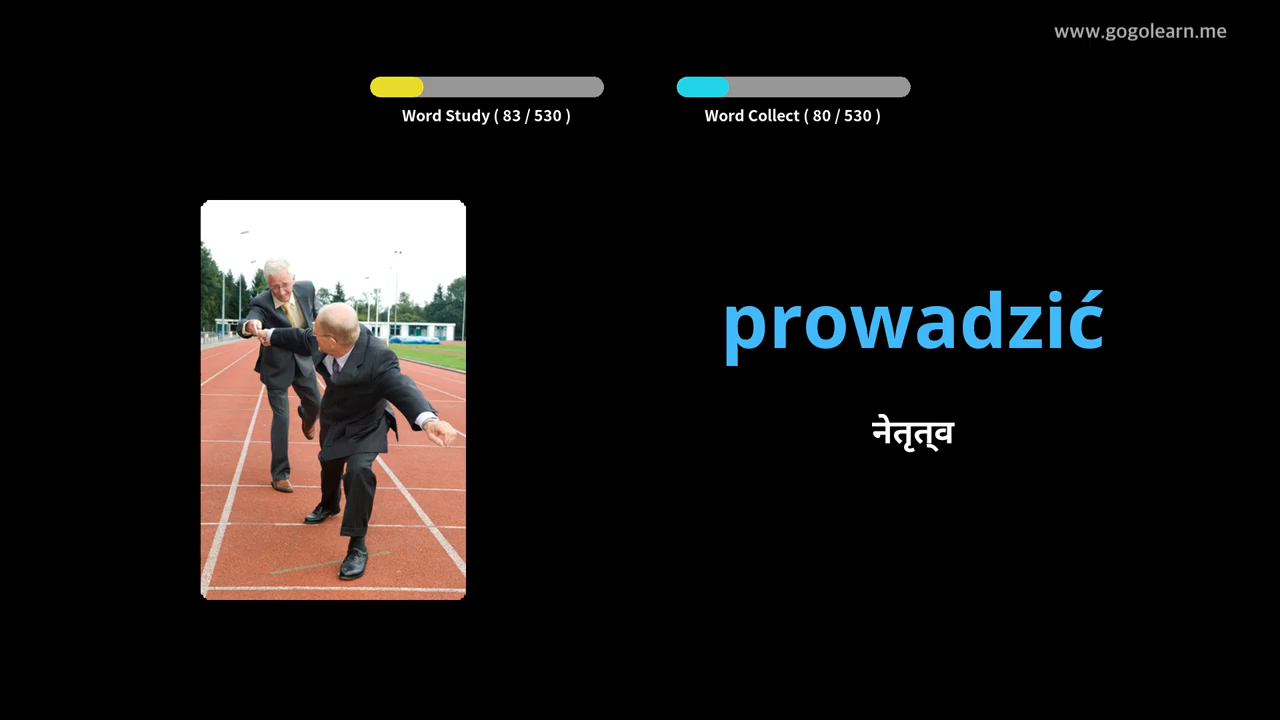 www.gogolearn.me
Word Study ( 83 / 530 )
Word Collect ( 80 / 530 )
prowadzić
नेतृत्व